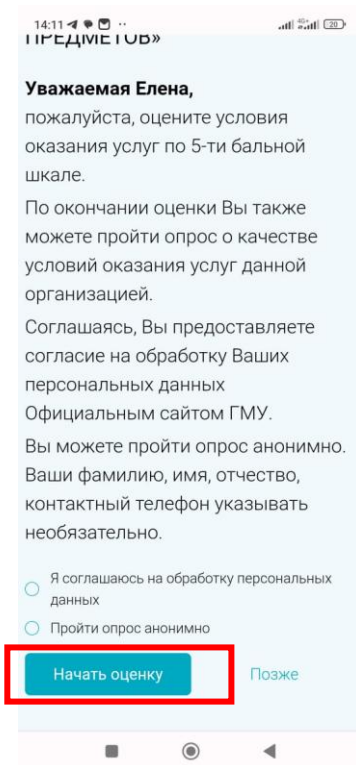 14:11
4G+
20
ПРЕДМЕТОВ»
Уважаемая Елена,
пожалуйста, оцените условия
оказания услуг по 5-ти бальной
шкале.
По окончании оценки Вы также
можете пройти опрос о качестве
условий оказания услуг данной
организацией.
Соглашаясь, Вы предоставляете
согласие на обработку Ваших
персональных данных
Официальным сайтом ГМУ.
Вы можете пройти опрос анонимно.
Ваши фамилию, имя, отчество,
контактный телефон указывать
необязательно.
Я соглашаюсь на обработку персональных
данных
Пройти опрос анонимно
Начать оценку
Позже